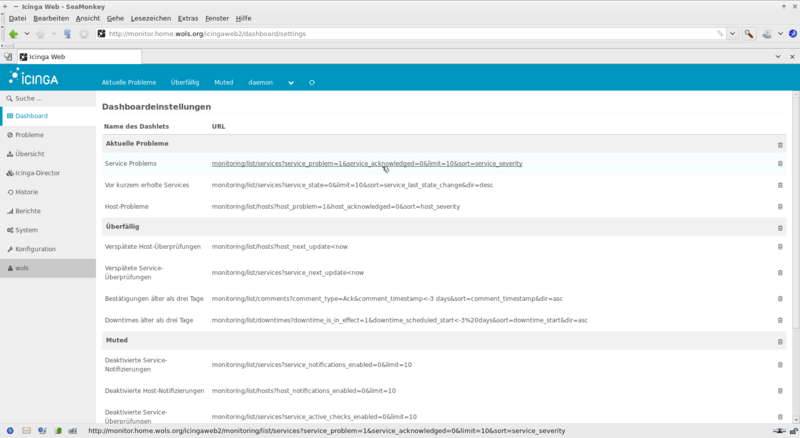 Icinga Web - SeaMonkey
Datei Bearbeiten Ansicht Gehe Lesezeichen Extras Fenster Hilfe
http://monitor.home.wols.org/icingaweb2/dashboard/settings
Icinga Web
ICINGA
Aktuelle Probleme Überfällig Muted daemon
Suche ...
Dashboard
Probleme
Übersicht
Icinga-Director
Historie
Berichte
System
Konfiguration
wols
Dashboardeinstellungen
Name des Dashlets URL
Aktuelle Probleme
Service Problems monitoring/list/services?service_problem=1&service_acknowledged=0&limit=10&sort=service_severity
Vor kurzem erholte Services monitoring/list/services?service_state=0&limit=10&sort=service_last_state_change&dir=desc
Host-Probleme monitoring/list/hosts?host_problem=1&host_acknowledged=0&sort=host_severity
Überfällig
Verspätete Host-Überprüfungen monitoring/list/hosts?host_next_update<now
Verspätete Service-
Überprüfungen monitoring/list/services?service_next_update<now
Bestätigungen älter als drei Tage monitoring/list/comments?comment_type=Ack&comment_timestamp<-3 days&sort=comment_timestamp&dir=asc
Downtimes älter als drei Tage monitoring/list/downtimes?downtime_is_in_effect=1&downtime_scheduled_start<-3%20days&sort=downtime_start&dir=asc
Muted
Deaktivierte Service-
Notifizierungen monitoring/list/services?service_notifications_enabled=0&limit=10
Deaktivierte Host-Notifizierungen monitoring/list/hosts?host_notifications_enabled=0&limit=10
Deaktivierte Service-
Überprüfungen monitoring/list/services?service_active_checks_enabled=0&limit=10
http://monitor.home.wols.org/icingaweb2/monitoring/list/services?service_problem=1&service_acknowledged=0&limit=10&sort=service_severity